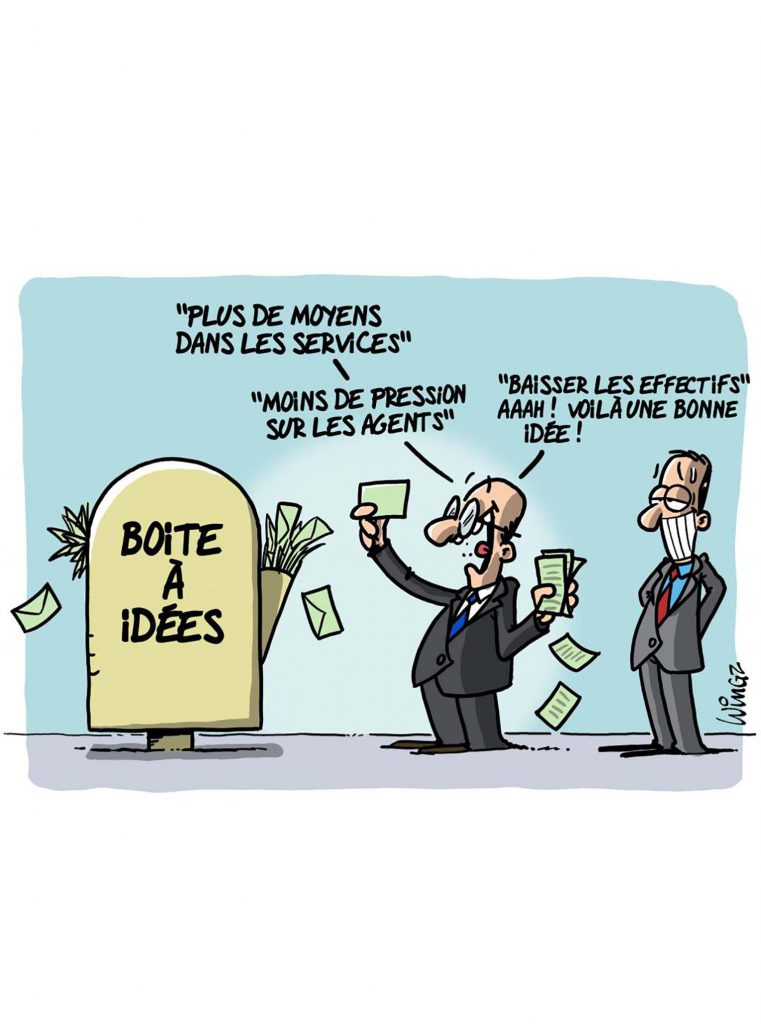 "PLUS DE MOYENS
DANS LES SERVICES"
"MOINS DE PRESSION
SUR LES AGENTS"
"BAISSER LES EFFECTIFS"
AAAH ! VOILÀ UNE BONNE
IDÉE !
BOITE
À
IDÉES
WINGZ